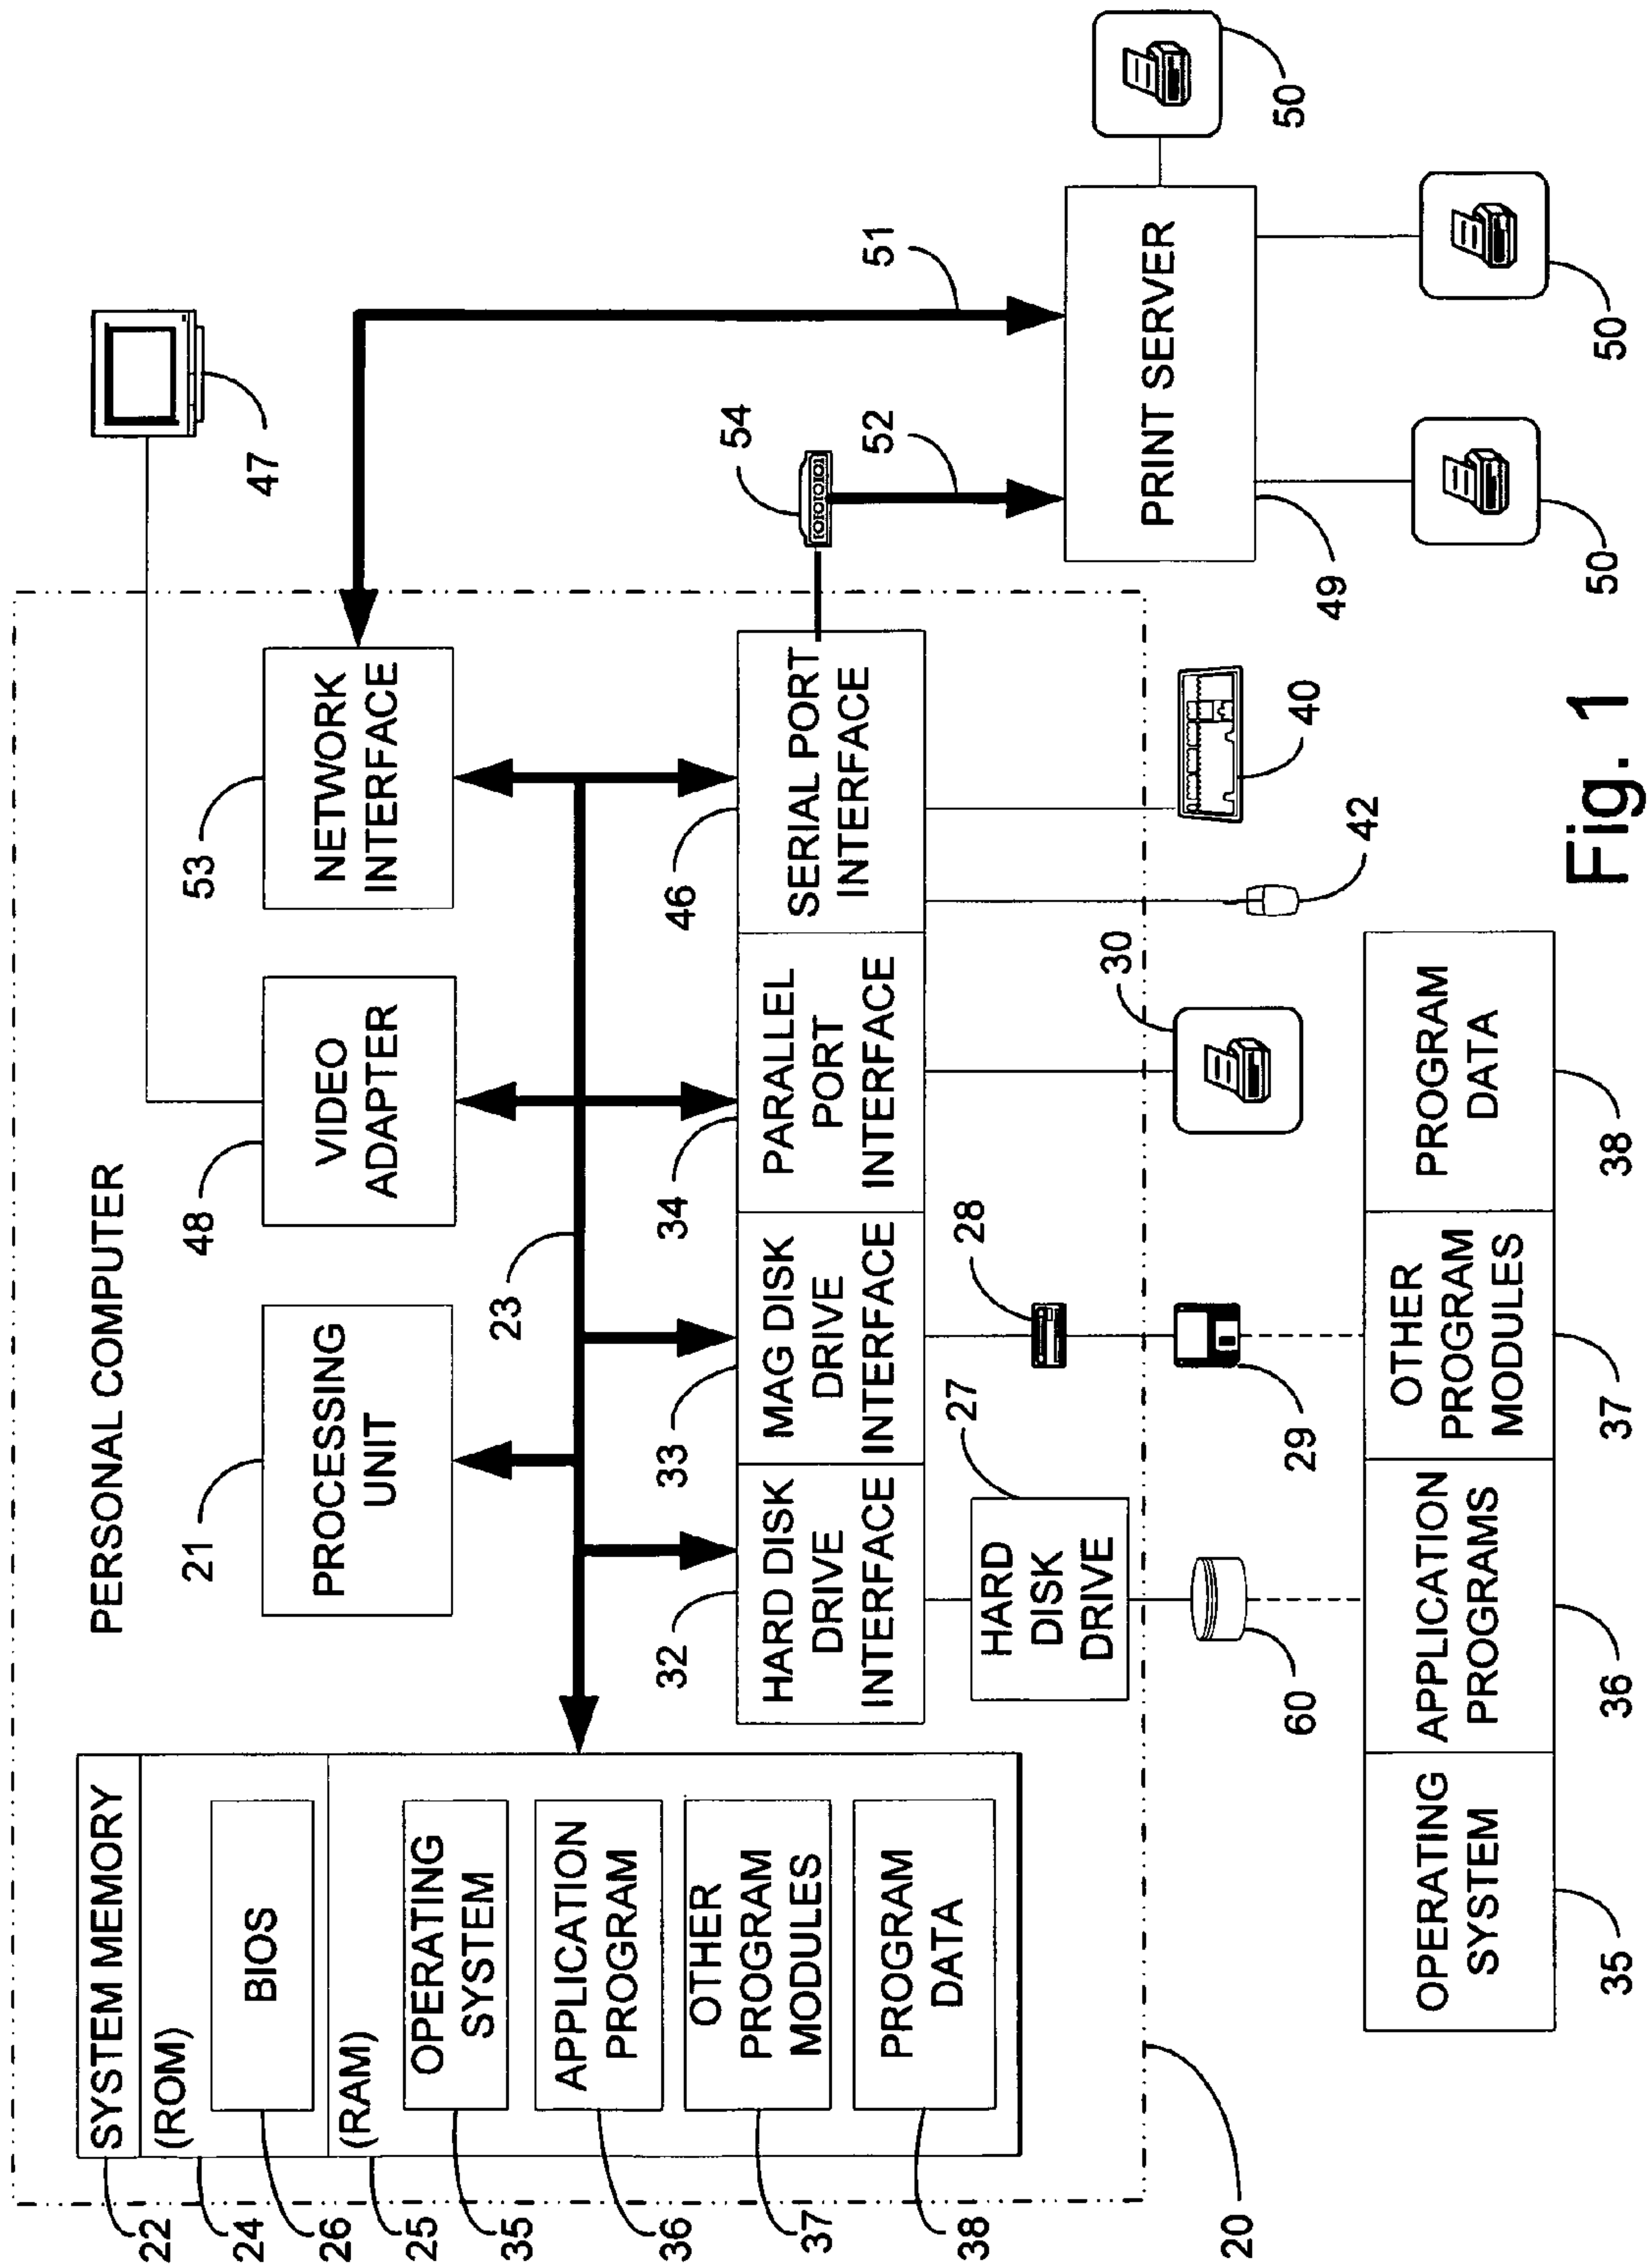 PERSONAL COMPUTER
47
22
SYSTEM MEMORY
24
(ROM)
26
BIOS
25
(RAM)
35
OPERATING
SYSTEM
36
APPLICATION
PROGRAM
37
OTHER
PROGRAM
MODULES
38
PROGRAM
DATA
21
PROCESSING
UNIT
48
VIDEO
ADAPTER
53
NETWORK
INTERFACE
23
32
33
34
46
HARD DISK
DRIVE
INTERFACE
MAG DISK
DRIVE
INTERFACE
PARALLEL
PORT
INTERFACE
SERIAL PORT
INTERFACE
54
52
51
27
HARD
DISK
DRIVE
28
30
PRINT SERVER
49
50
50
50
20
60
29
42
40
OPERATING
SYSTEM
APPLICATION
PROGRAMS
OTHER
PROGRAM
MODULES
PROGRAM
DATA
35
36
37
38
Fig. 1